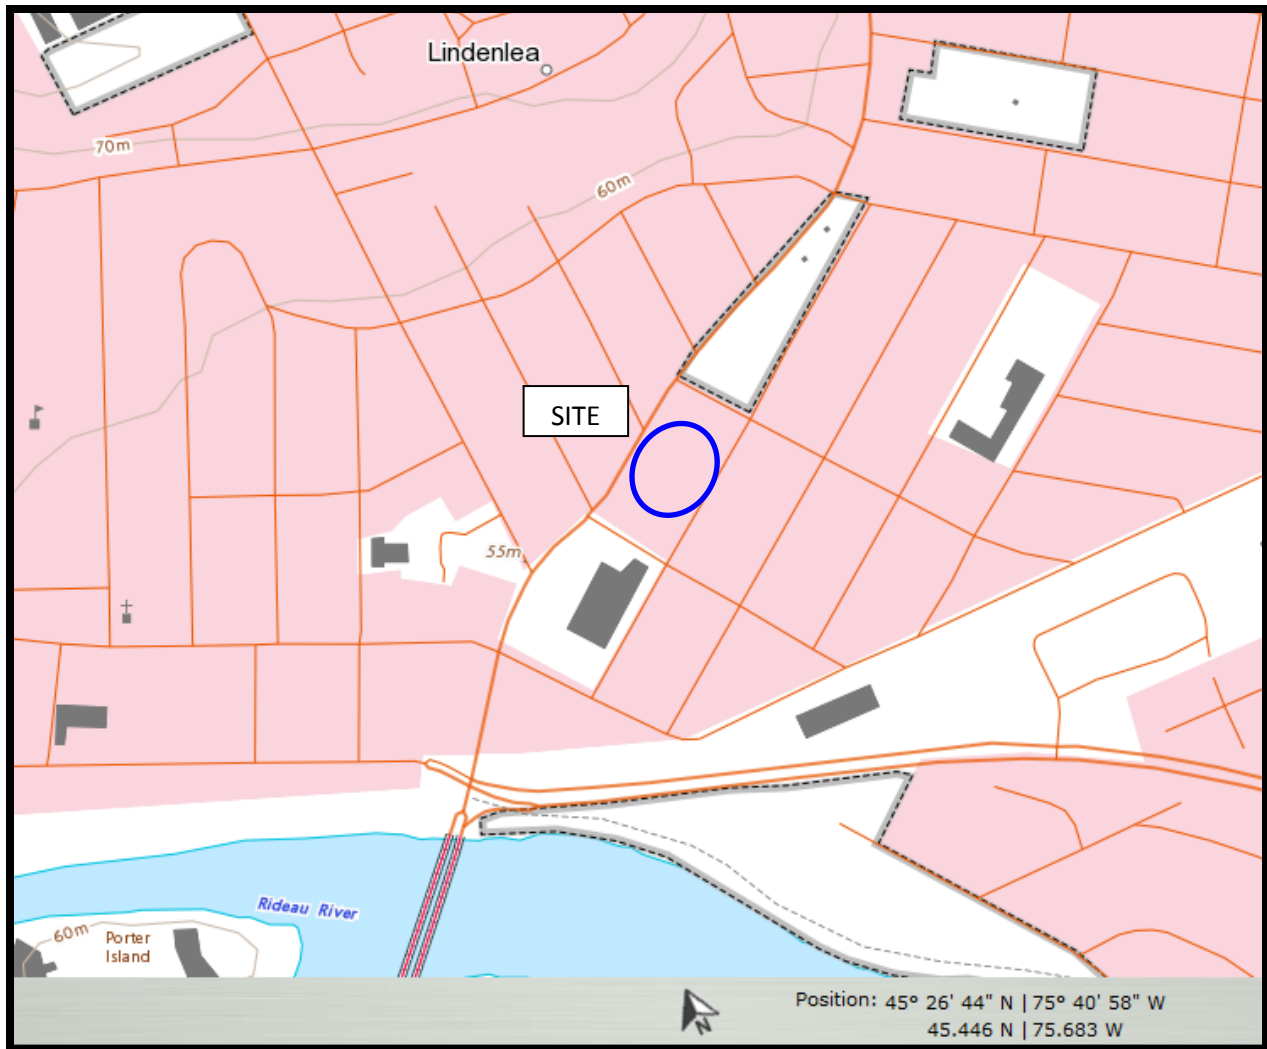 Lindenlea
70m
60m
SITE
55m
Rideau River
60m
Porter
Island
N
Position: 45° 26' 44" N | 75° 40' 58" W
45.446 N | 75.683 W